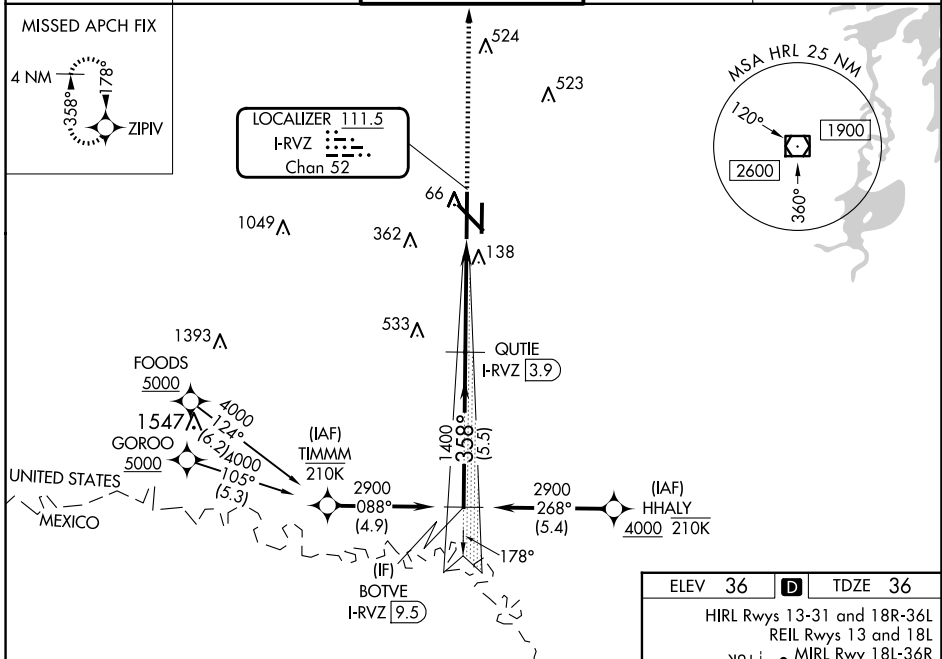 MISSED APCH FIX
4 NM
358°
178°
ZIPIV
524
523
MSA HRL 25 NM
120°
1900
2600
360°
LOCALIZER 111.5
I-RVZ
Chan 52
66
1049
362
138
533
1393
QUTIE
I-RVZ 3.9
FOODS
5000
4000
124°
(6.2)
1547
GOROO
5000
4000
105°
(5.3)
(IAF)
TIMMM
210K
1400
358°
(5.5)
UNITED STATES
MEXICO
2900
088°
(4.9)
2900
268°
(5.4)
(IAF)
HHALY
4000 210K
178°
(IF)
BOTVE
I-RVZ 9.5
ELEV 36 D TDZE 36
HIRL Rwys 13-31 and 18R-36L
REIL Rwys 13 and 18L
MIRL Rwy 18L-36R